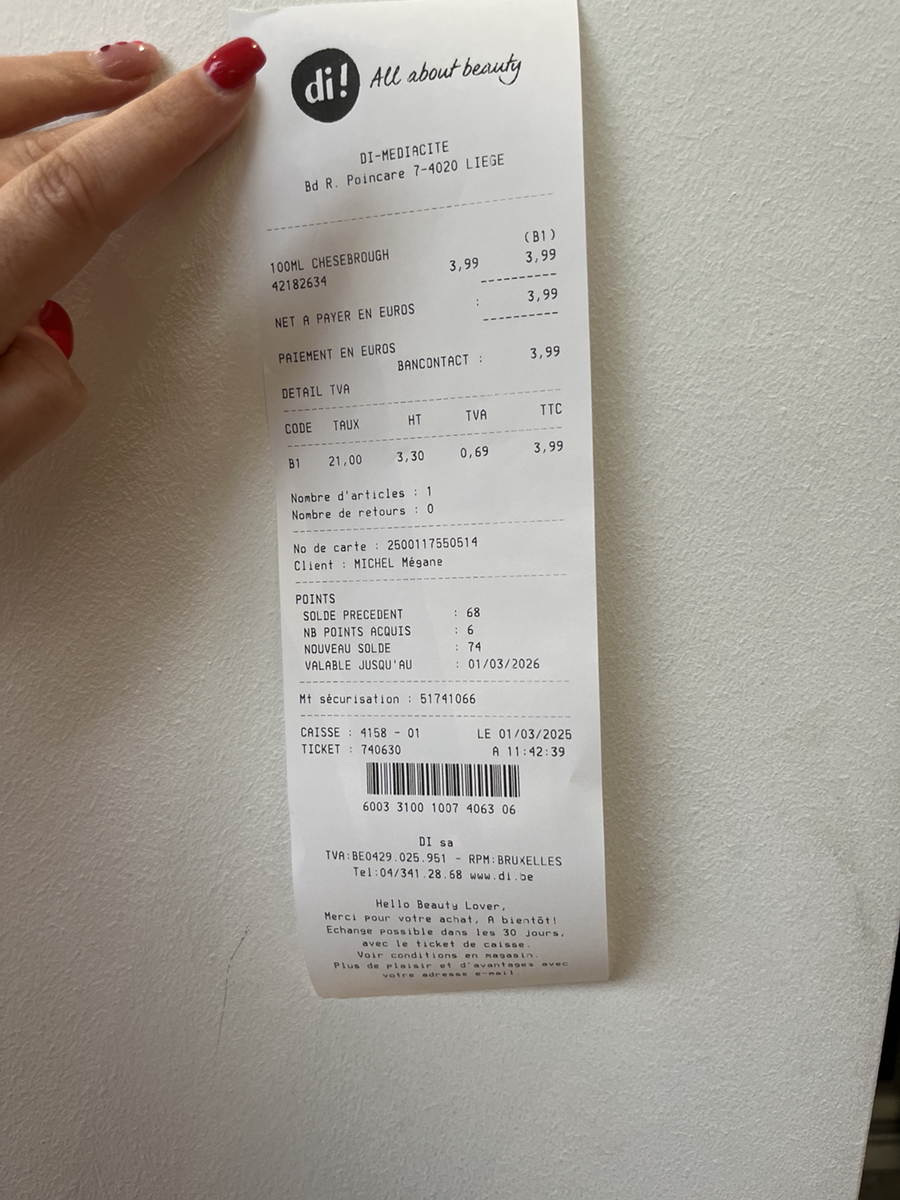 di! All about beauty
DI-MEDIACITE
Bd R. Poincare 7-4020 LIEGE
(B1)
100ML CHESEBROUGH 3,99 3,99
42182634
NET A PAYER EN EUROS : 3,99
PAIEMENT EN EUROS
BANCONTACT : 3,99
DETAIL TVA
CODE TAUX HT TVA TTC
B1 21,00 3,30 0,69 3,99
Nombre d'articles : 1
Nombre de retours : 0
No de carte : 2500117550514
Client : MICHEL Mégane
POINTS
SOLDE PRECEDENT : 68
NB POINTS ACQUIS : 6
NOUVEAU SOLDE : 74
VALABLE JUSQU'AU : 01/03/2026
Mt sécurisation : 51741066
CAISSE : 4158 - 01 LE 01/03/2025
TICKET : 740630 A 11:42:39
6003 3100 1007 4063 06
DI sa
TVA:BE0429.025.951 - RPM:BRUXELLES
Tel:04/341.28.68 www.di.be
Hello Beauty Lover,
Merci pour votre achat, A bientôt!
Echange possible dans les 30 jours,
avec le ticket de caisse.
Voir conditions en magasin.
Plus de plaisir et d'avantages avec
votre adresse e-mail.